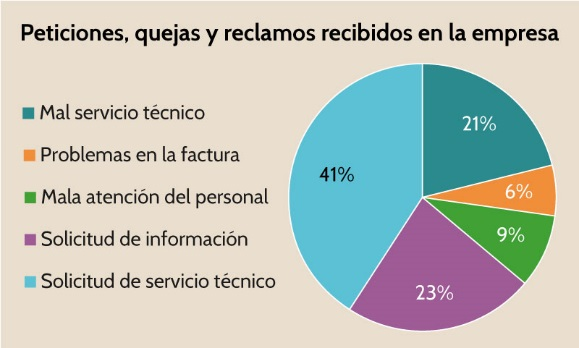 Peticiones, quejas y reclamos recibidos en la empresa
Mal servicio técnico
Problemas en la factura
Mala atención del personal
Solicitud de información
Solicitud de servicio técnico
21%
6%
9%
23%
41%